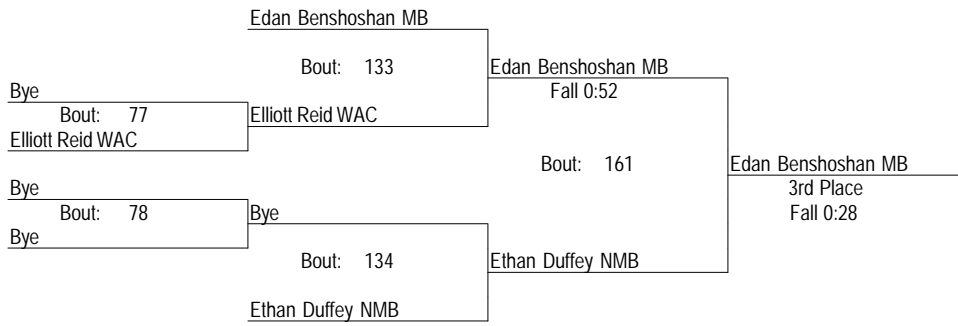 Edan Benshoshan MB
Bout: 133
Edan Benshoshan MB
Fall 0:52
Bye
Bout: 77
Elliott Reid WAC
Elliott Reid WAC
Bout: 161
Edan Benshoshan MB
3rd Place
Fall 0:28
Bye
Bout: 78
Bye
Bye
Bout: 134
Ethan Duffey NMB
Ethan Duffey NMB